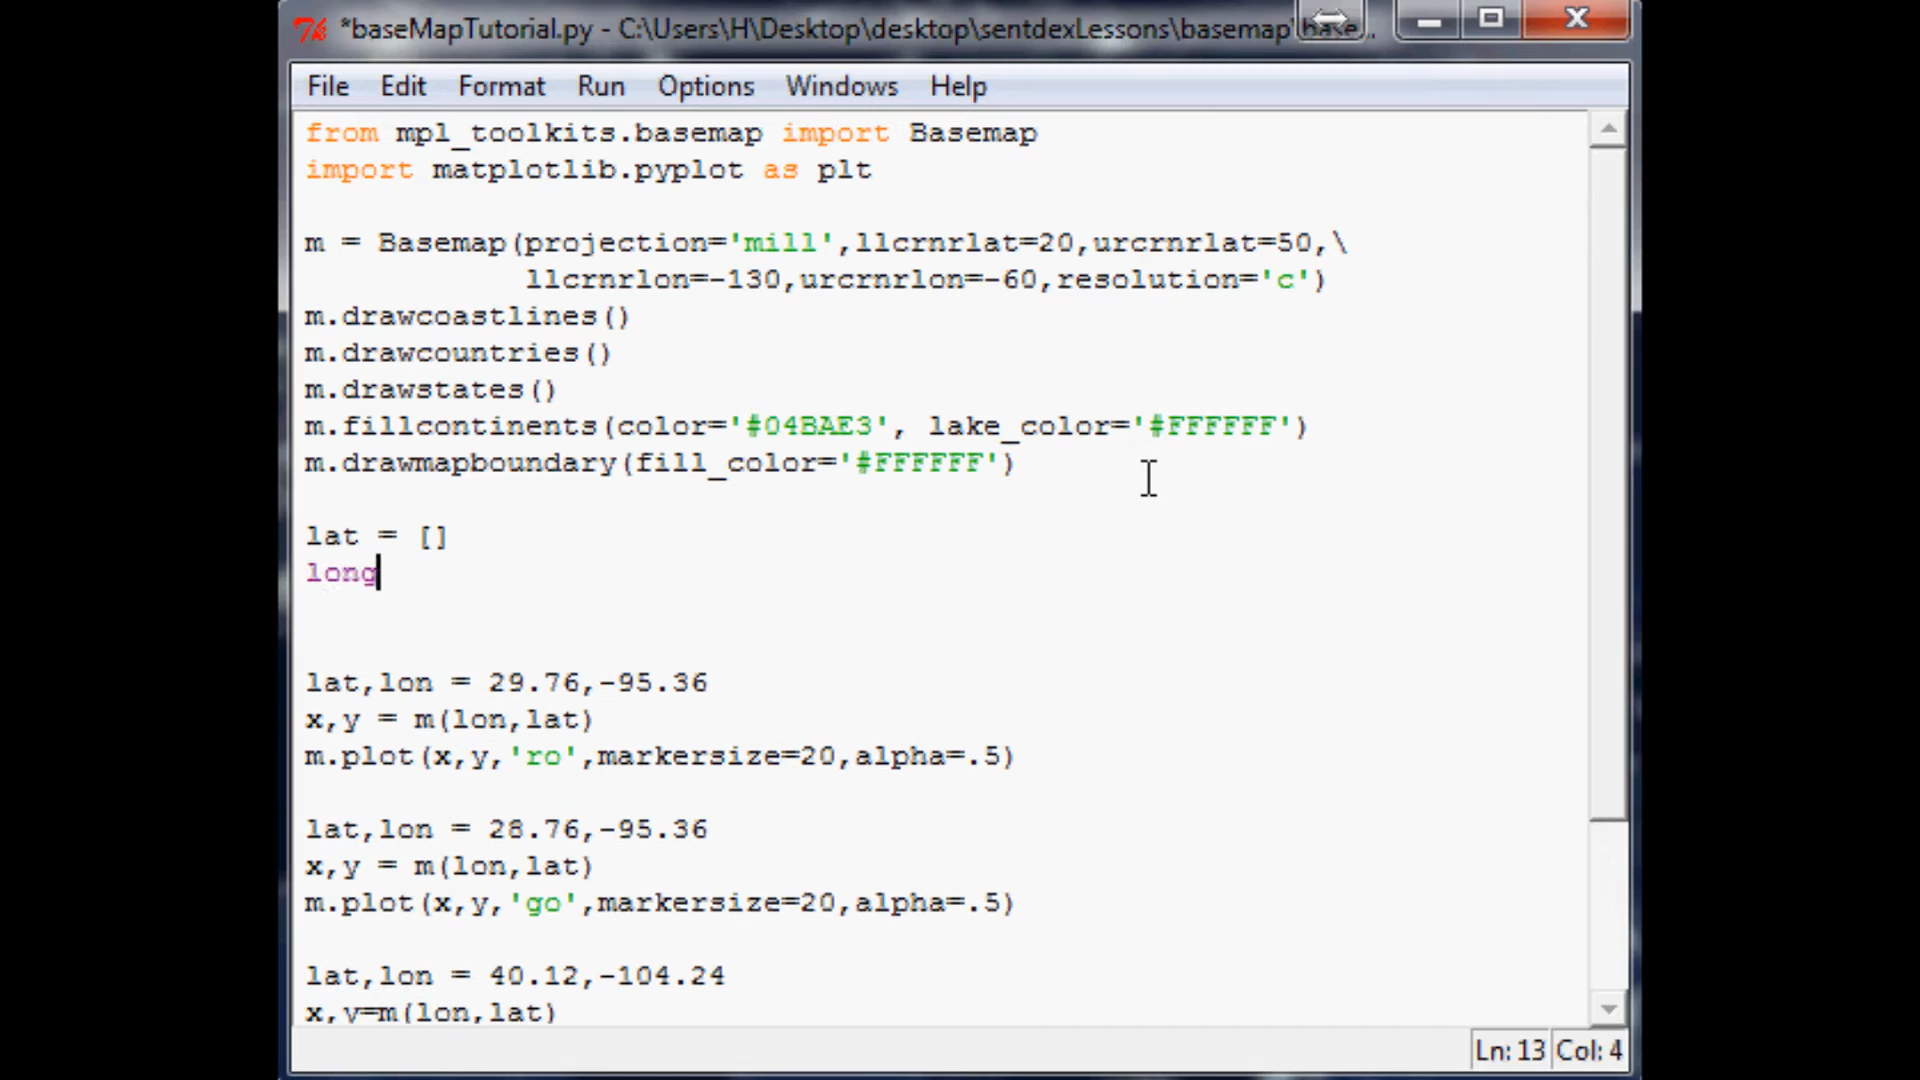 *baseMapTutorial.py - C:\Users\H\Desktop\desktop\sentdexLessons\basemap\base...
File Edit Format Run Options Windows Help
from mpl_toolkits.basemap import Basemap
import matplotlib.pyplot as plt
m = Basemap(projection='mill',llcrnrlat=20,urcrnrlat=50,\
llcrnrlon=-130,urcrnrlon=-60,resolution='c')
m.drawcoastlines()
m.drawcountries()
m.drawstates()
m.fillcontinents(color='#04BAE3', lake_color='#FFFFFF')
m.drawmapboundary(fill_color='#FFFFFF')
lat = []
long
lat,lon = 29.76,-95.36
x,y = m(lon,lat)
m.plot(x,y,'ro',markersize=20,alpha=.5)
lat,lon = 28.76,-95.36
x,y = m(lon,lat)
m.plot(x,y,'go',markersize=20,alpha=.5)
lat,lon = 40.12,-104.24
x,y=m(lon,lat)
Ln: 13 Col: 4